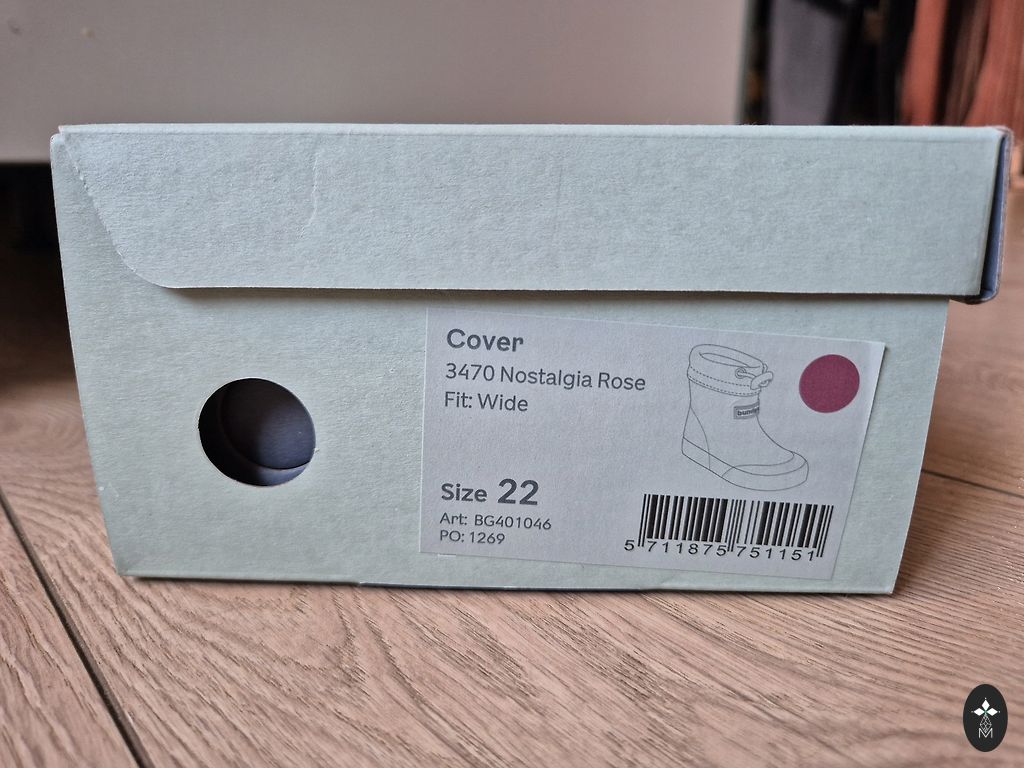 Cover
3470 Nostalgia Rose
Fit: Wide
Size 22
Art: BG401046
PO: 1269
5 711875 751151
M